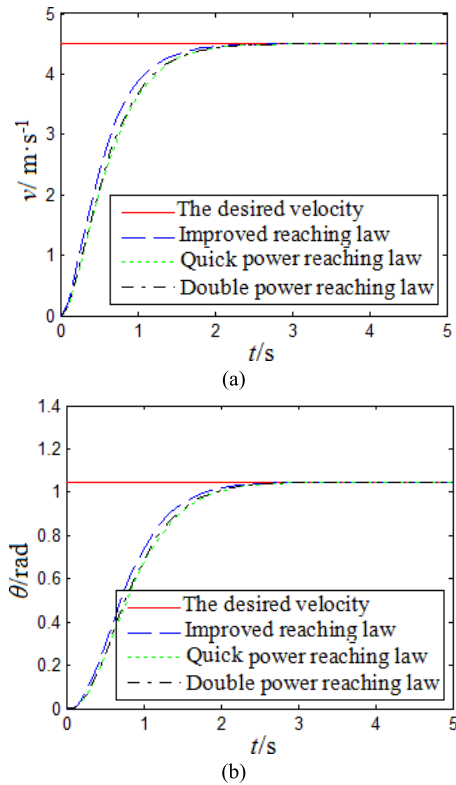 5
4
3
2
1
0
v/ m·s-1
The desired velocity
Improved reaching law
Quick power reaching law
Double power reaching law
0 1 2 3 4 5
t/s
(a)
1.4
1.2
1
0.8
0.6
0.4
0.2
0
θ/rad
The desired velocity
Improved reaching law
Quick power reaching law
Double power reaching law
0 1 2 3 4 5
t/s
(b)